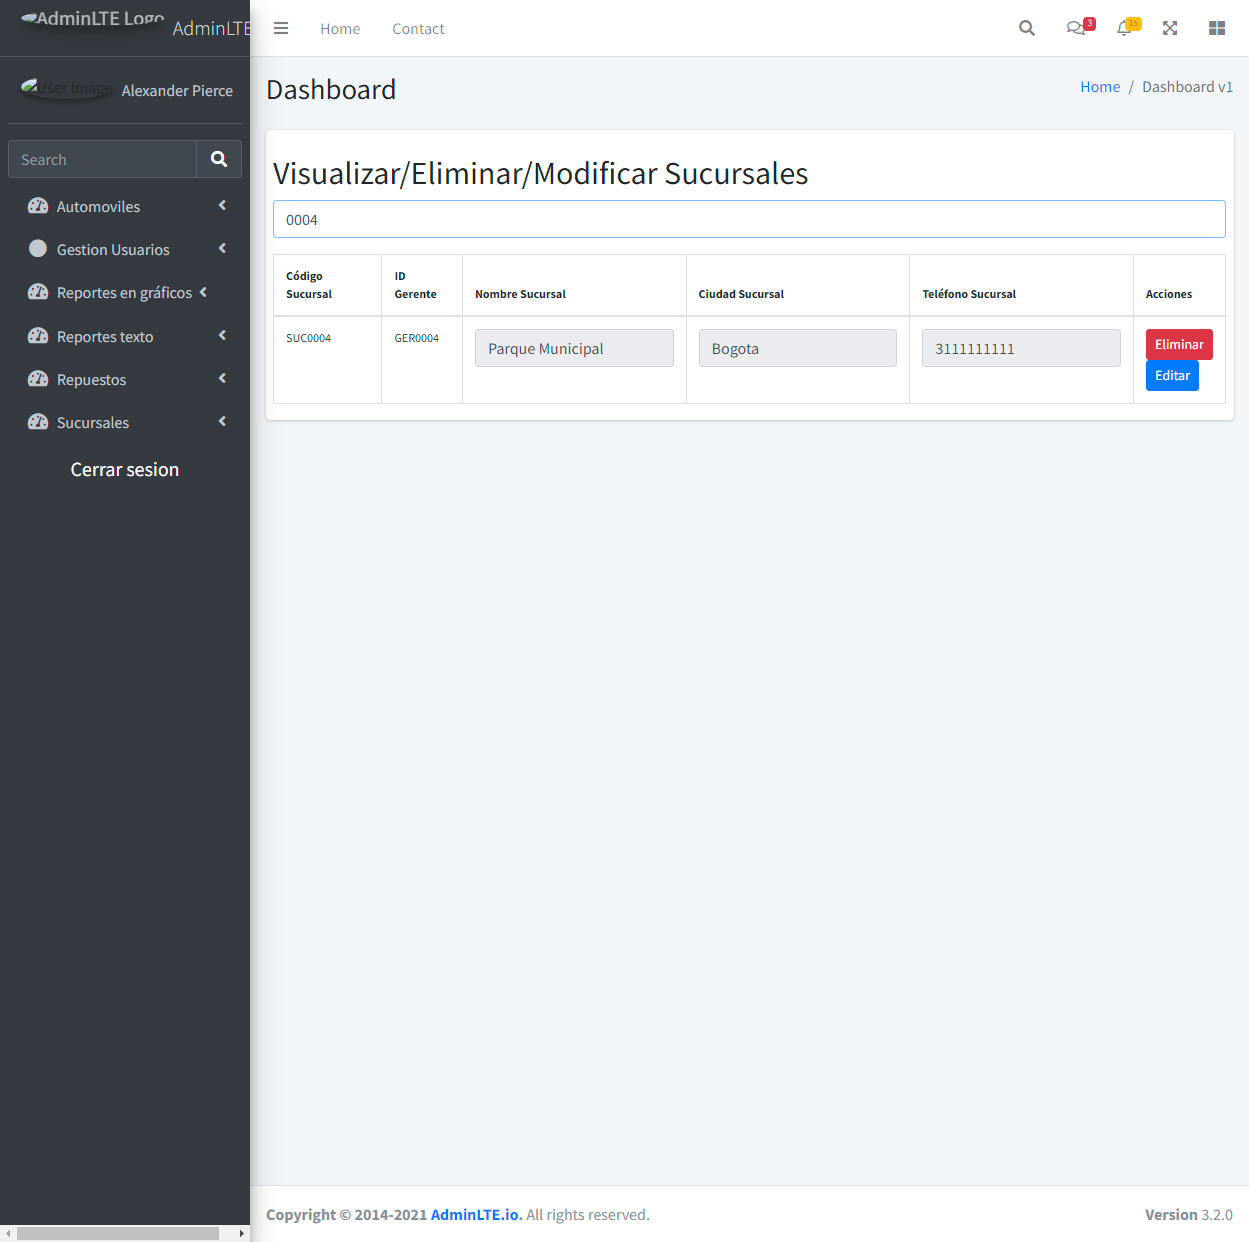 AdminLTE Logo
AdminLTE
Home
Contact
3
15
User Image
Alexander Pierce
Dashboard
Home / Dashboard v1
Search
Automoviles
Gestion Usuarios
Reportes en gráficos
Reportes texto
Repuestos
Sucursales
Cerrar sesion
Visualizar/Eliminar/Modificar Sucursales
0004
Código Sucursal
ID Gerente
Nombre Sucursal
Ciudad Sucursal
Teléfono Sucursal
Acciones
SUC0004
GER0004
Parque Municipal
Bogota
3111111111
Eliminar
Editar
Copyright © 2014-2021 AdminLTE.io. All rights reserved.
Version 3.2.0